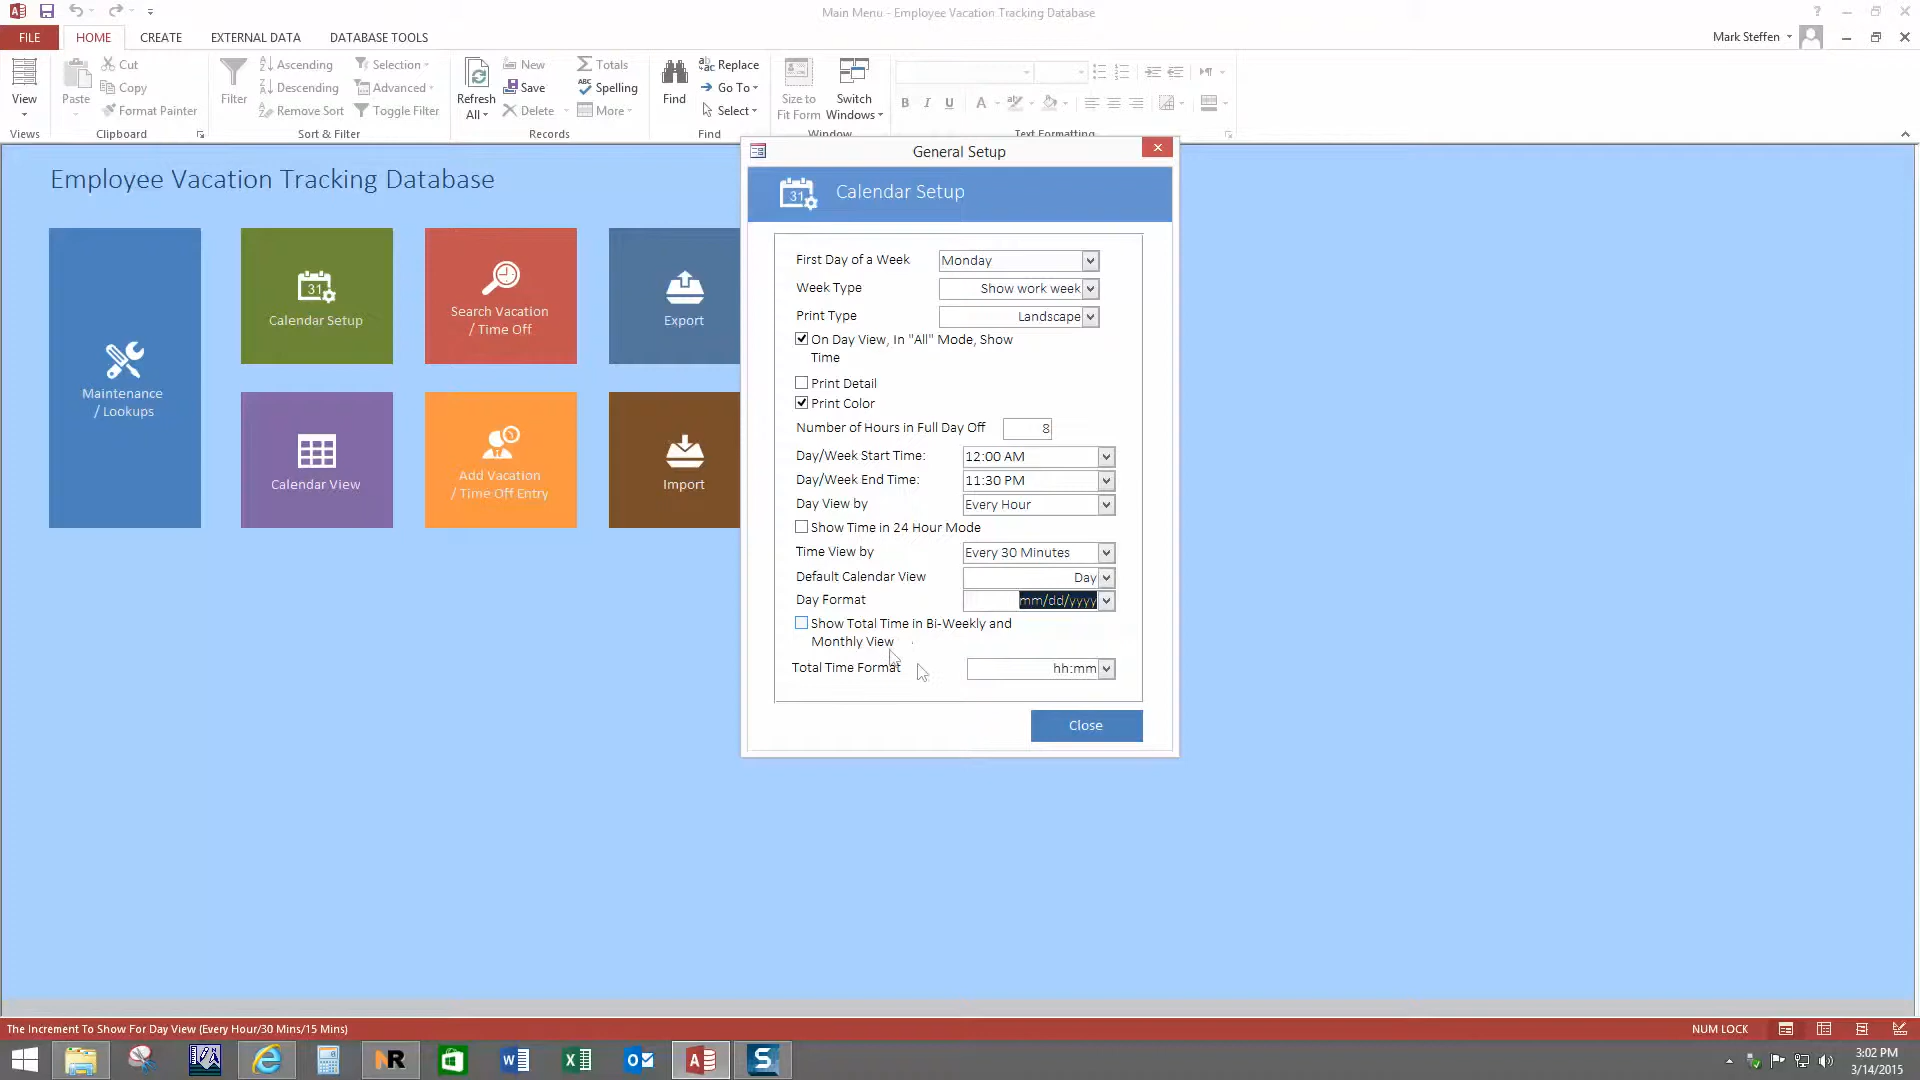 Main Menu - Employee Vacation Tracking Database
?
FILE HOME CREATE EXTERNAL DATA DATABASE TOOLS
Mark Steffen
View
Views
Paste
Cut
Copy
Format Painter
Clipboard
Filter
Ascending
Descending
Remove Sort
Selection
Advanced
Toggle Filter
Sort & Filter
Refresh
All
New
Save
Delete
Totals
Spelling
More
Records
Find
Replace
Go To
Select
Find
Size to
Fit Form
Switch
Windows
Window
B I U A
Text Formatting
Employee Vacation Tracking Database
Maintenance
/ Lookups
31
Calendar Setup
Search Vacation
/ Time Off
Export
Calendar View
Add Vacation
/ Time Off Entry
Import
General Setup
31
Calendar Setup
First Day of a Week Monday
Week Type Show work week
Print Type Landscape
On Day View, In "All" Mode, Show
Time
Print Detail
Print Color
Number of Hours in Full Day Off 8
Day/Week Start Time: 12:00 AM
Day/Week End Time: 11:30 PM
Day View by Every Hour
Show Time in 24 Hour Mode
Time View by Every 30 Minutes
Default Calendar View Day
Day Format mm/dd/yyyy
Show Total Time in Bi-Weekly and
Monthly View
Total Time Format hh:mm
Close
The Increment To Show For Day View (Every Hour/30 Mins/15 Mins)
NUM LOCK
3:02 PM
3/14/2015